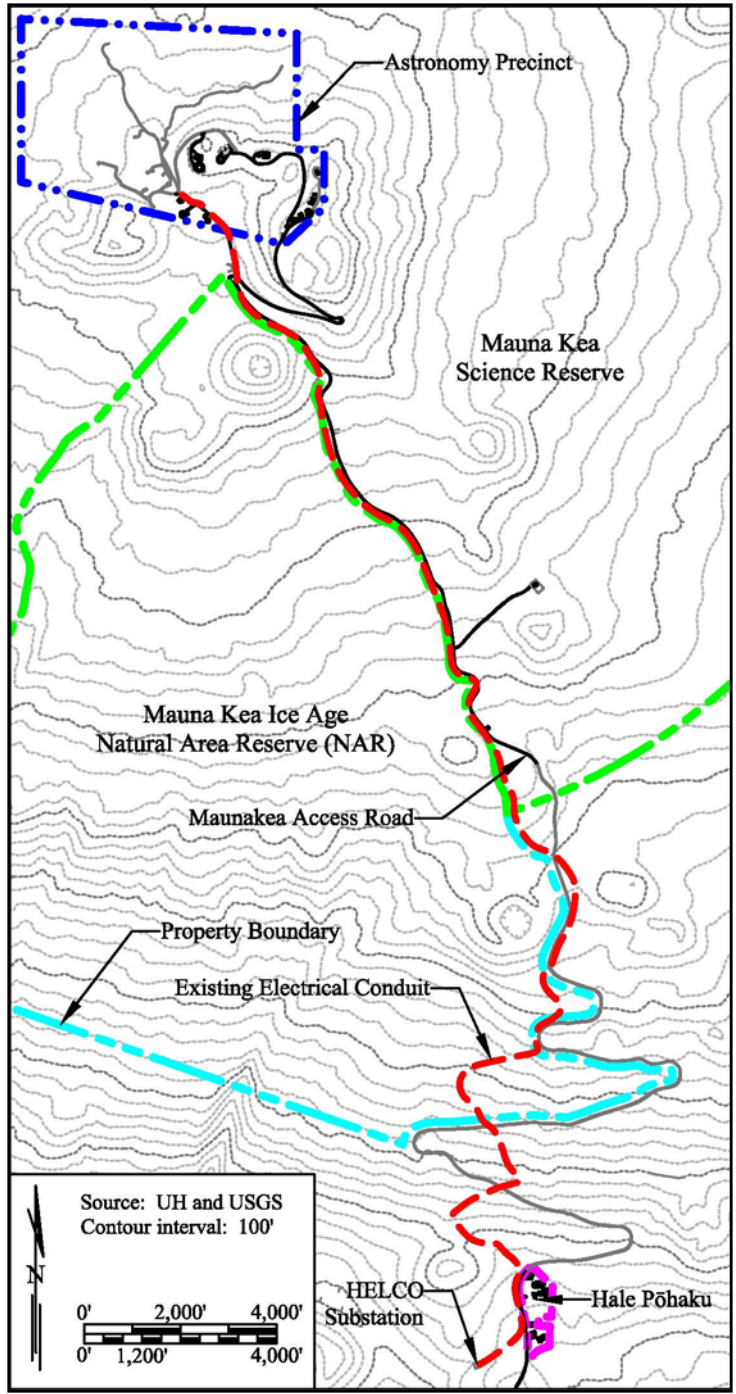 Astronomy Precinct
Mauna Kea
Science Reserve
Mauna Kea Ice Age
Natural Area Reserve (NAR)
Maunakea Access Road
Property Boundary
Existing Electrical Conduit
Source: UH and USGS
Contour interval: 100'
N
0' 2,000' 4,000'
0' 1,200' 4,000'
HELCO
Substation
Hale Pōhaku